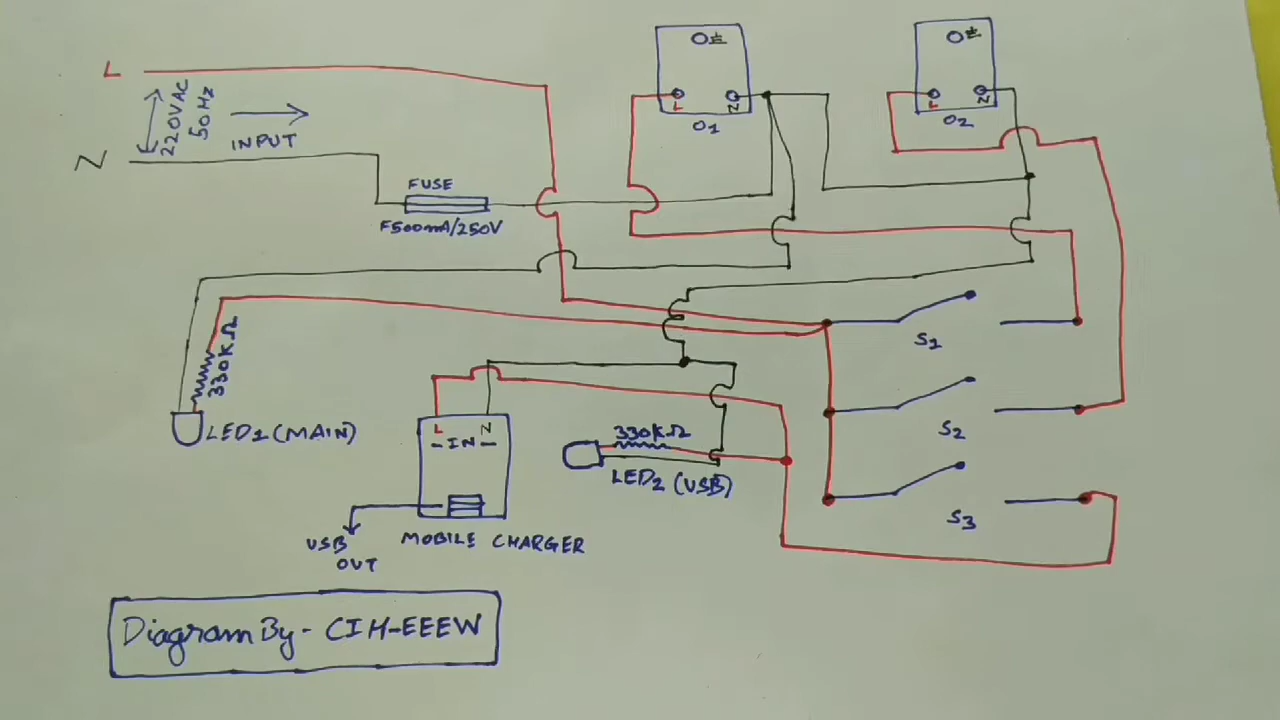 L
220VAC
50Hz
INPUT
N
FUSE
F500mA/250V
L
N
O1
L
N
O2
330KΩ
LED1(MAIN)
S1
S2
S3
L
N
-IN-
330KΩ
LED2 (USB)
USB
OUT
MOBILE CHARGER
Diagram By- CIH-EEEW